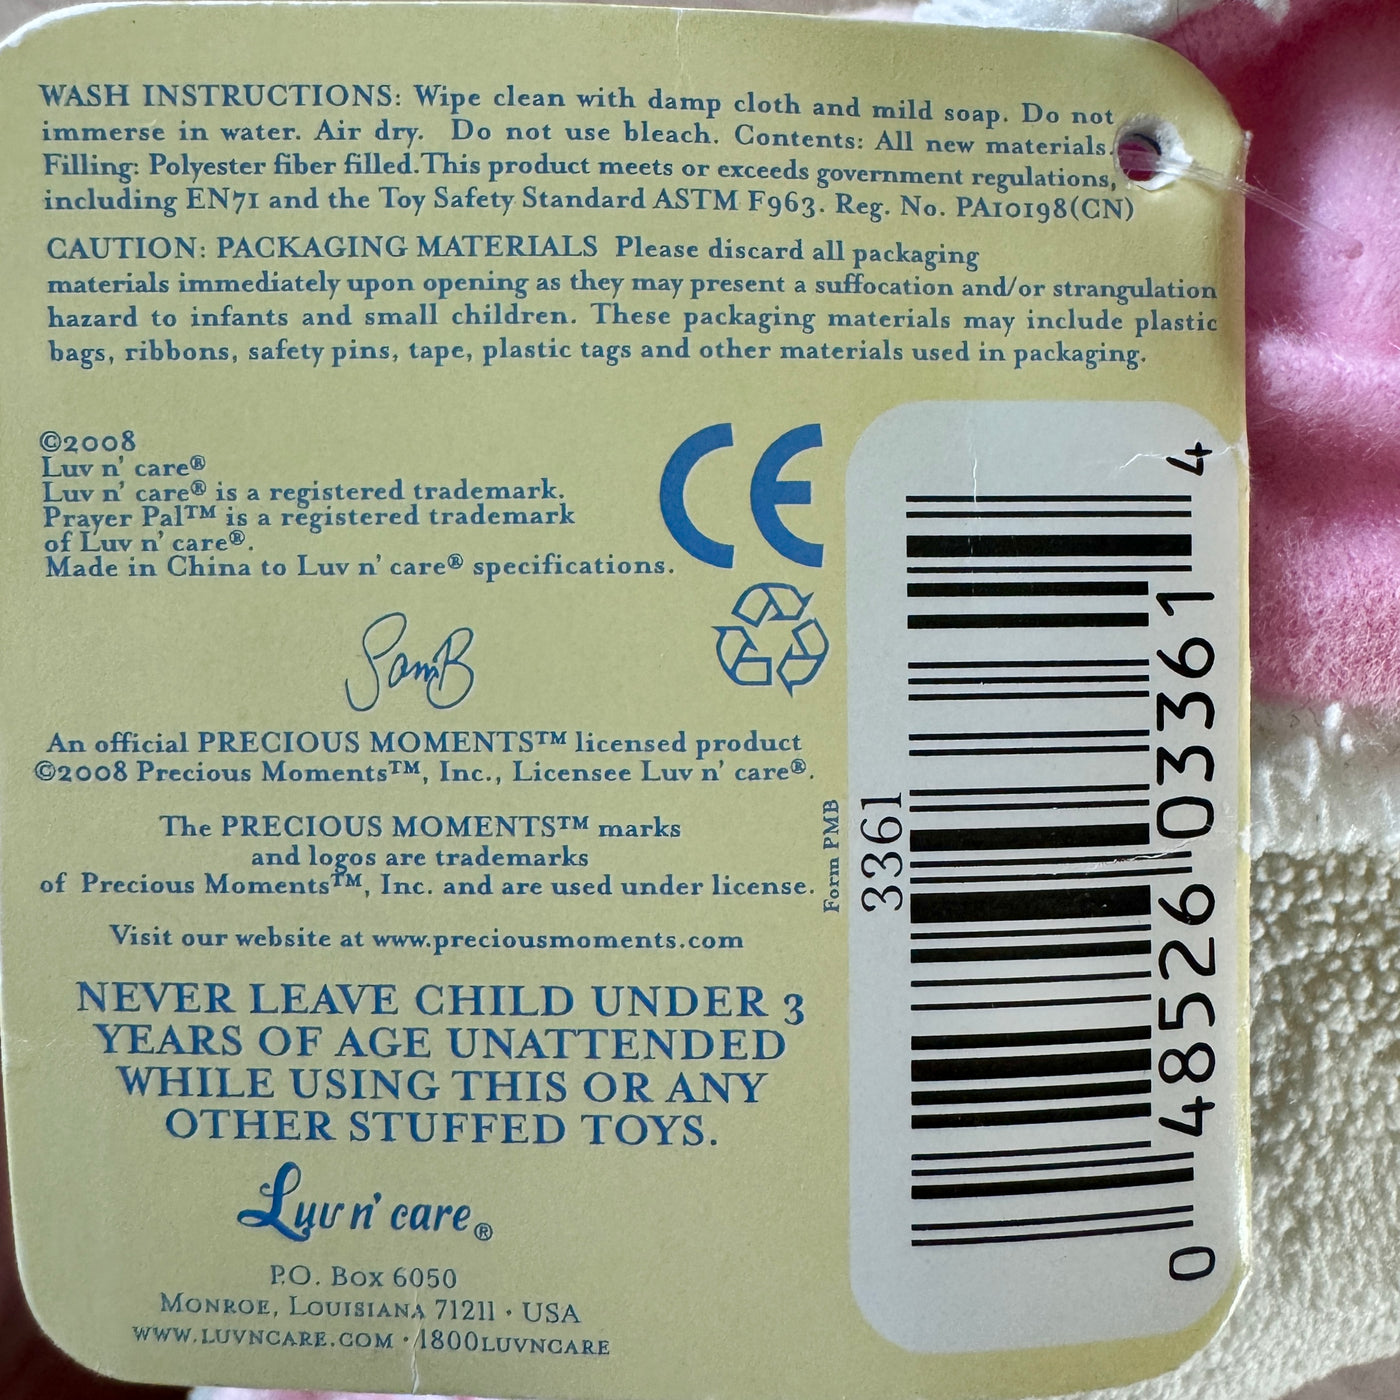 WASH INSTRUCTIONS: Wipe clean with damp cloth and mild soap. Do not
immerse in water. Air dry. Do not use bleach. Contents: All new materials.
Filling: Polyester fiber filled.This product meets or exceeds government regulations,
including EN71 and the Toy Safety Standard ASTM F963. Reg. No. PA10198(CN)
CAUTION: PACKAGING MATERIALS Please discard all packaging
materials immediately upon opening as they may present a suffocation and/or strangulation
hazard to infants and small children. These packaging materials may include plastic
bags, ribbons, safety pins, tape, plastic tags and other materials used in packaging.
©2008
Luv n' care®
Luv n' care® is a registered trademark.
Prayer Pal™ is a registered trademark
of Luv n' care®.
Made in China to Luv n' care® specifications.
CE
SamB
An official PRECIOUS MOMENTS™ licensed product
©2008 Precious Moments™, Inc., Licensee Luv n' care®.
The PRECIOUS MOMENTS™ marks
and logos are trademarks
of Precious Moments™, Inc. and are used under license.
Visit our website at www.preciousmoments.com
NEVER LEAVE CHILD UNDER 3
YEARS OF AGE UNATTENDED
WHILE USING THIS OR ANY
OTHER STUFFED TOYS.
Luv n' care®
P.O. Box 6050
Monroe, Louisiana 71211 • USA
www.luvncare.com • 1800LUVNCARE
Form PMB
3361
0 48526 03361 4